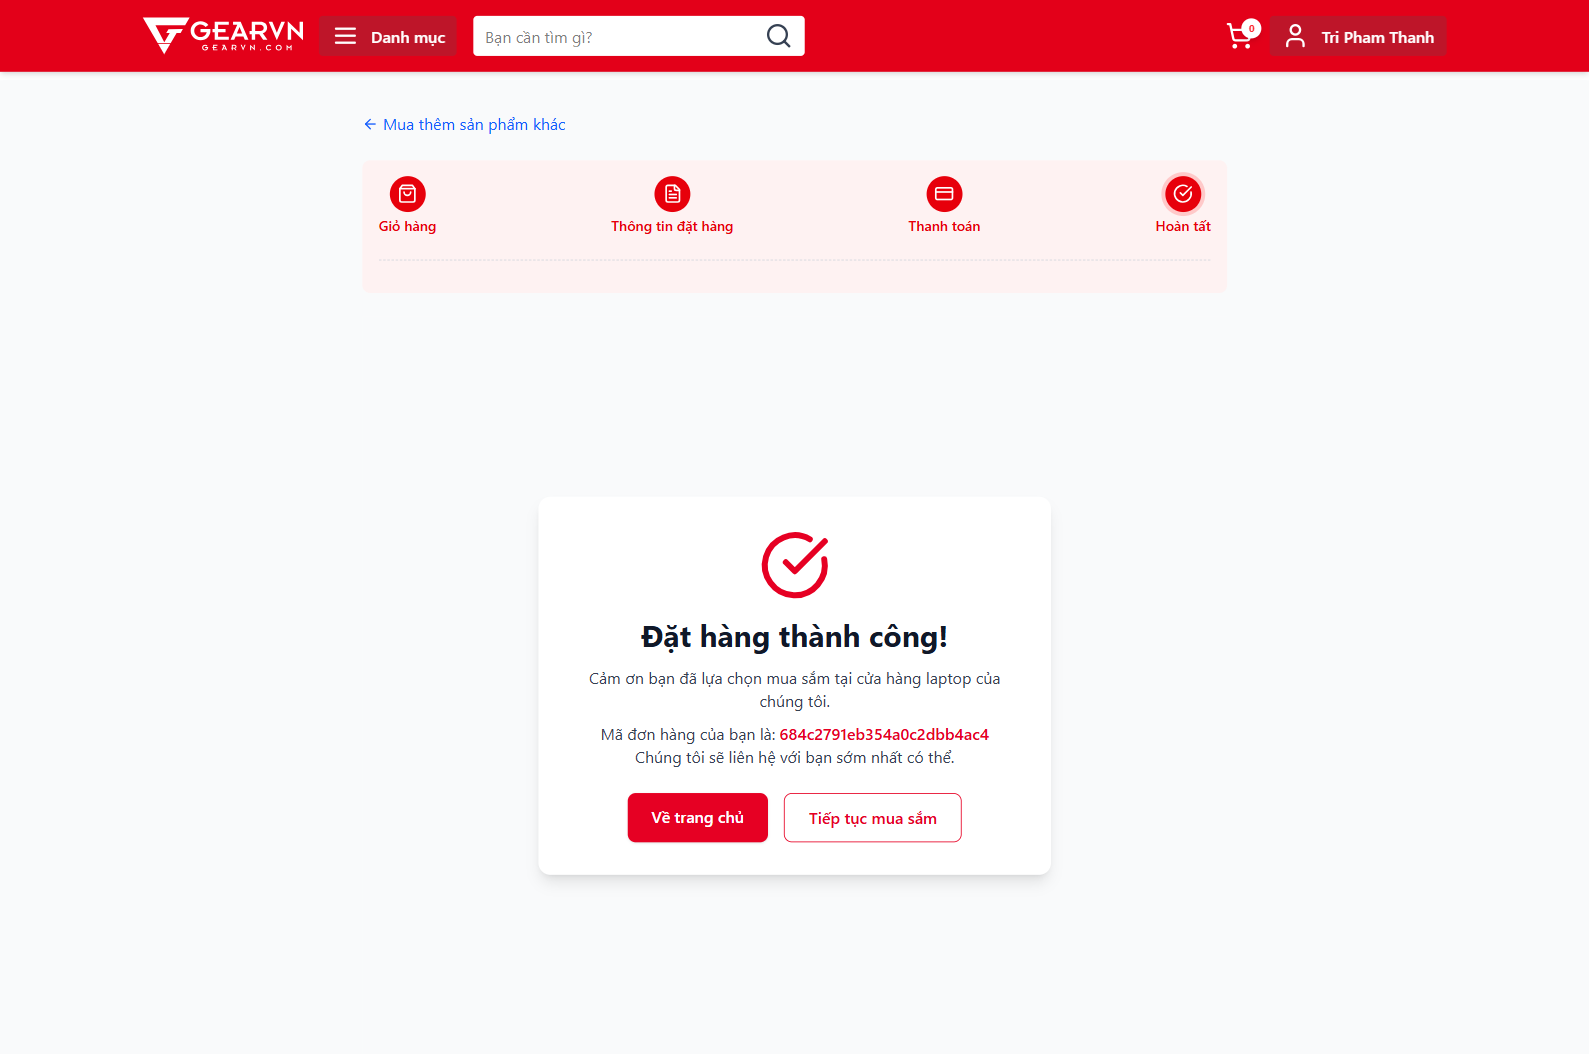 GEARVN
GEARVN.COM
Danh mục
Bạn cần tìm gì?
0
Tri Pham Thanh
Mua thêm sản phẩm khác
Giỏ hàng
Thông tin đặt hàng
Thanh toán
Hoàn tất
Đặt hàng thành công!
Cảm ơn bạn đã lựa chọn mua sắm tại cửa hàng laptop của
chúng tôi.
Mã đơn hàng của bạn là: 684c2791eb354a0c2dbb4ac4
Chúng tôi sẽ liên hệ với bạn sớm nhất có thể.
Về trang chủ
Tiếp tục mua sắm